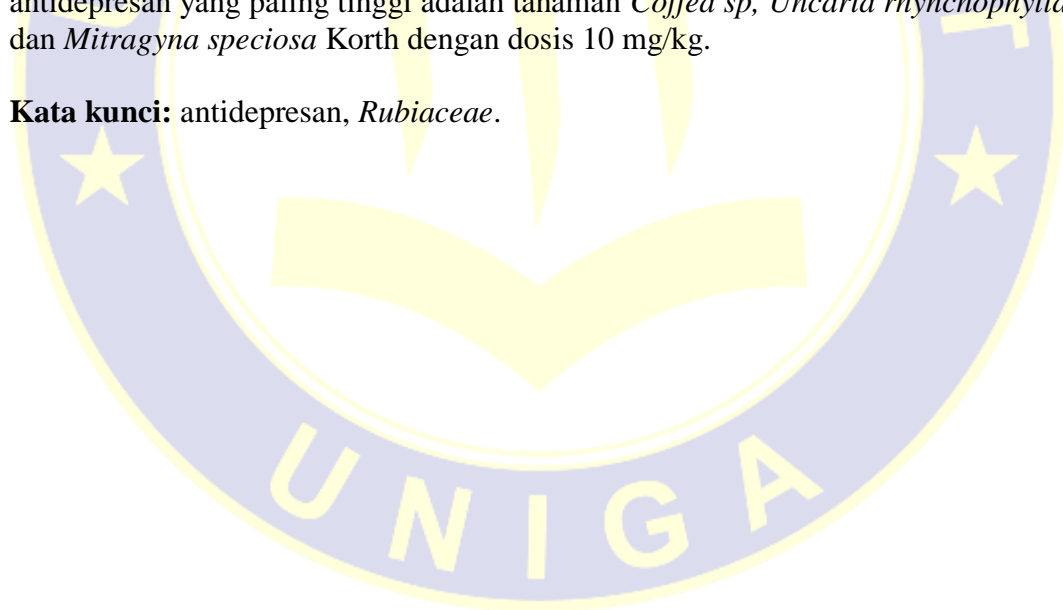 antidepresan yang paling tinggi adalah tanaman Coffea sp, Uncaria rhynchophylla
dan Mitragyna speciosa Korth dengan dosis 10 mg/kg.
Kata kunci: antidepresan, Rubiaceae.
UNIGA